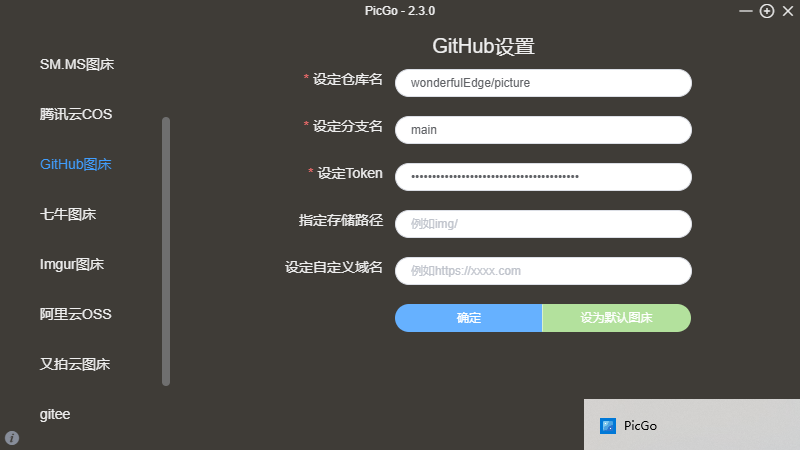 PicGo - 2.3.0
SM.MS图床
腾讯云COS
GitHub图床
七牛图床
Imgur图床
阿里云OSS
又拍云图床
gitee
GitHub设置
* 设定仓库名
wonderfulEdge/picture
* 设定分支名
main
* 设定Token
••••••••••••••••••••••••••••••••••••••••
指定存储路径
例如img/
设定自定义域名
例如https://xxxx.com
确定
设为默认图床
PicGo